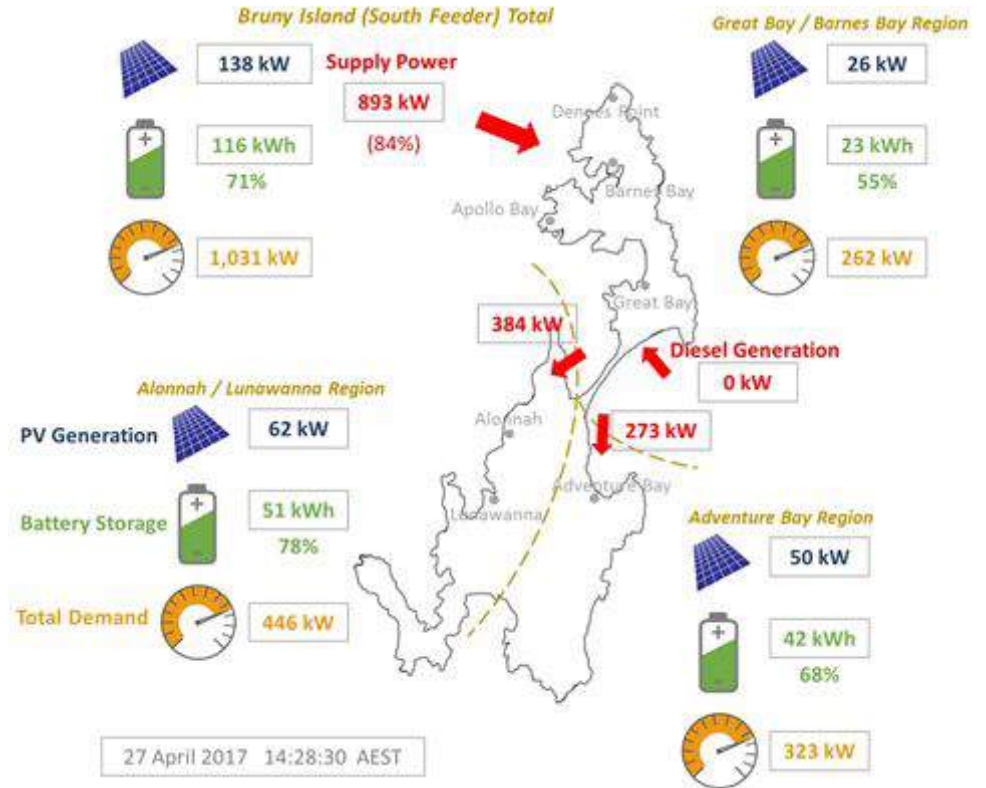 Bruny Island (South Feeder) Total
138 kW
116 kWh
71%
1,031 kW
Supply Power
893 kW
(84%)
Great Bay / Barnes Bay Region
26 kW
23 kWh
55%
262 kW
Dennes Point
Barnes Bay
Apollo Bay
Great Bay
384 kW
Diesel Generation
0 kW
273 kW
Alonnah
Adventure Bay
Lunawanna
Alonnah / Lunawanna Region
PV Generation
62 kW
Battery Storage
51 kWh
78%
Total Demand
446 kW
Adventure Bay Region
50 kW
42 kWh
68%
323 kW
27 April 2017 14:28:30 AEST